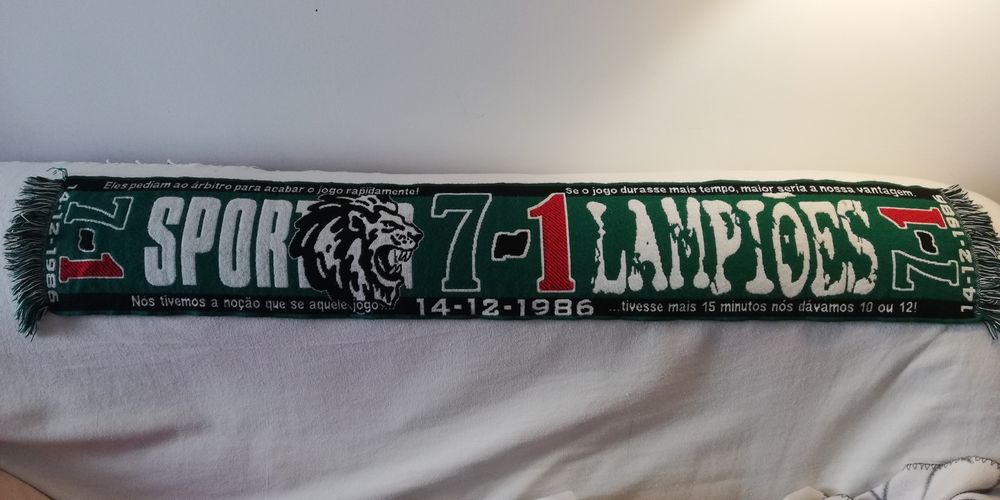 Eles pediam ao árbitro para acabar o jogo rapidamente!
Se o jogo durasse mais tempo, maior seria a nossa vantagem
14-12-1986
7-1
SPORT
7-1
LAMPIÕES
7-1
14-12-1986
Nós tivemos a noção que se aquele jogo...
14-12-1986
...tivesse mais 15 minutos nós dávamos 10 ou 12!